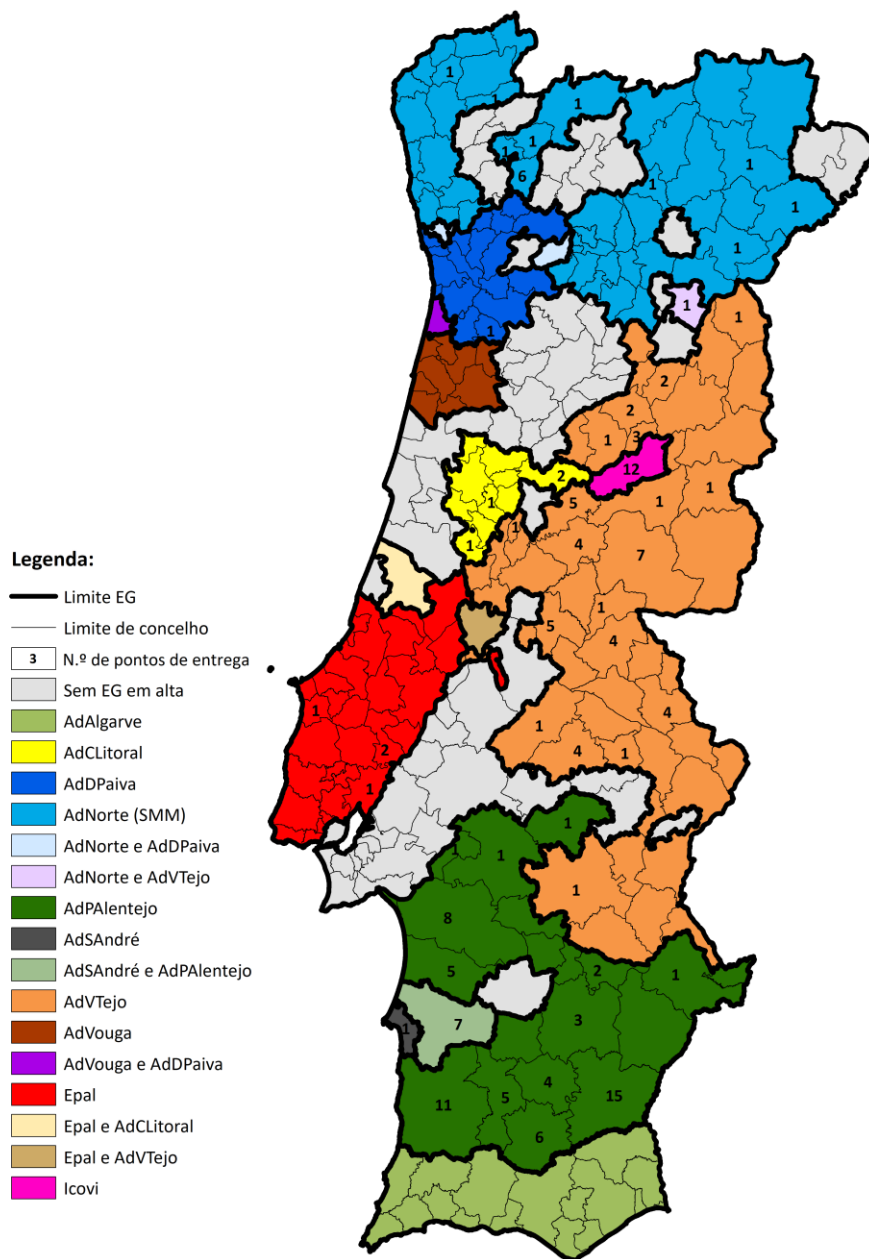 1
1
1
1
1
1
6
1
1
1
1
1
1
1
2
2
1
3
12
2
1
5
1
1
1
1
4
7
1
5
4
1
4
1
4
1
1
2
1
1
1
1
8
5
2
1
1
7
3
11
5
4
15
6
Legenda:
Limite EG
Limite de concelho
3 N.º de pontos de entrega
Sem EG em alta
AdAlgarve
AdCLitoral
AdDPaiva
AdNorte (SMM)
AdNorte e AdDPaiva
AdNorte e AdVTejo
AdPAlentejo
AdSAndré
AdSAndré e AdPAlentejo
AdVTejo
AdVouga
AdVouga e AdDPaiva
Epal
Epal e AdCLitoral
Epal e AdVTejo
Icovi